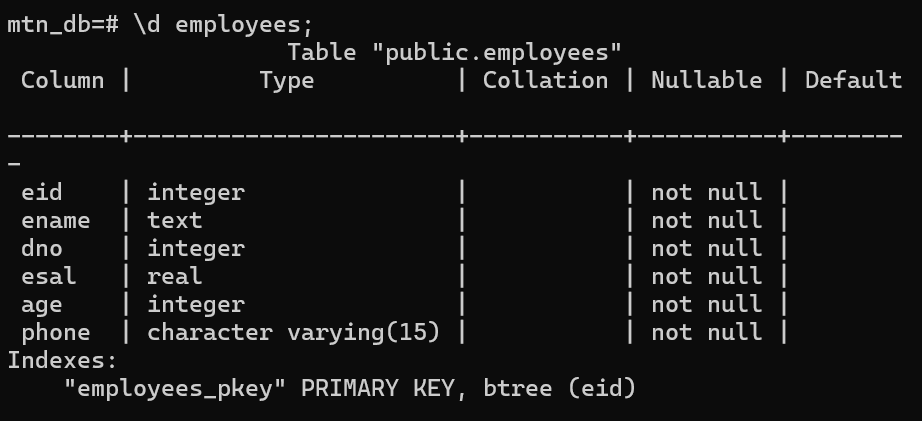 mtn_db=# \d employees;
                    Table "public.employees"
 Column |         Type          | Collation | Nullable | Default

--------+-----------------------+-----------+----------+--------
-
 eid    | integer               |           | not null |
 ename  | text                  |           | not null |
 dno    | integer               |           | not null |
 esal   | real                  |           | not null |
 age    | integer               |           | not null |
 phone  | character varying(15) |           | not null |
Indexes:
    "employees_pkey" PRIMARY KEY, btree (eid)